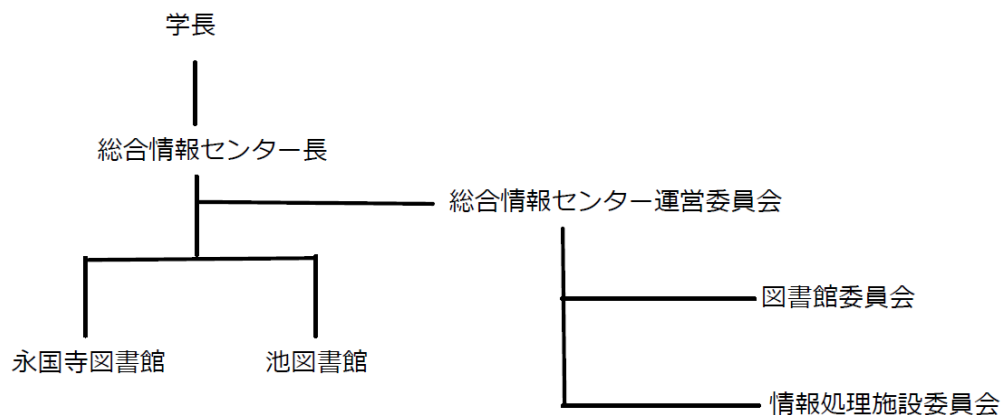 学長
総合情報センター長
総合情報センター運営委員会
図書館委員会
永国寺図書館
池図書館
情報処理施設委員会